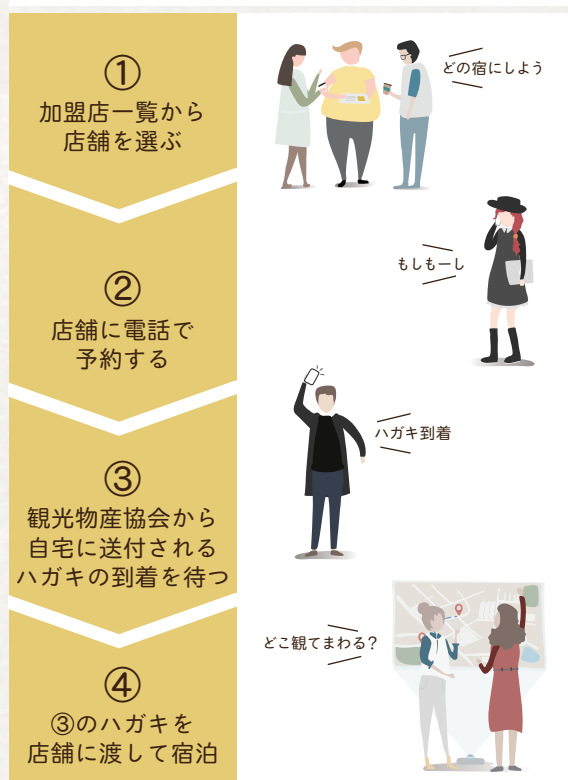 ①
加盟店一覧から
店舗を選ぶ
どの宿にしよう
②
店舗に電話で
予約する
もしもーし
③
観光物産協会から
自宅に送付される
ハガキの到着を待つ
ハガキ到着
④
③のハガキを
店舗に渡して宿泊
どこ観てまわる?